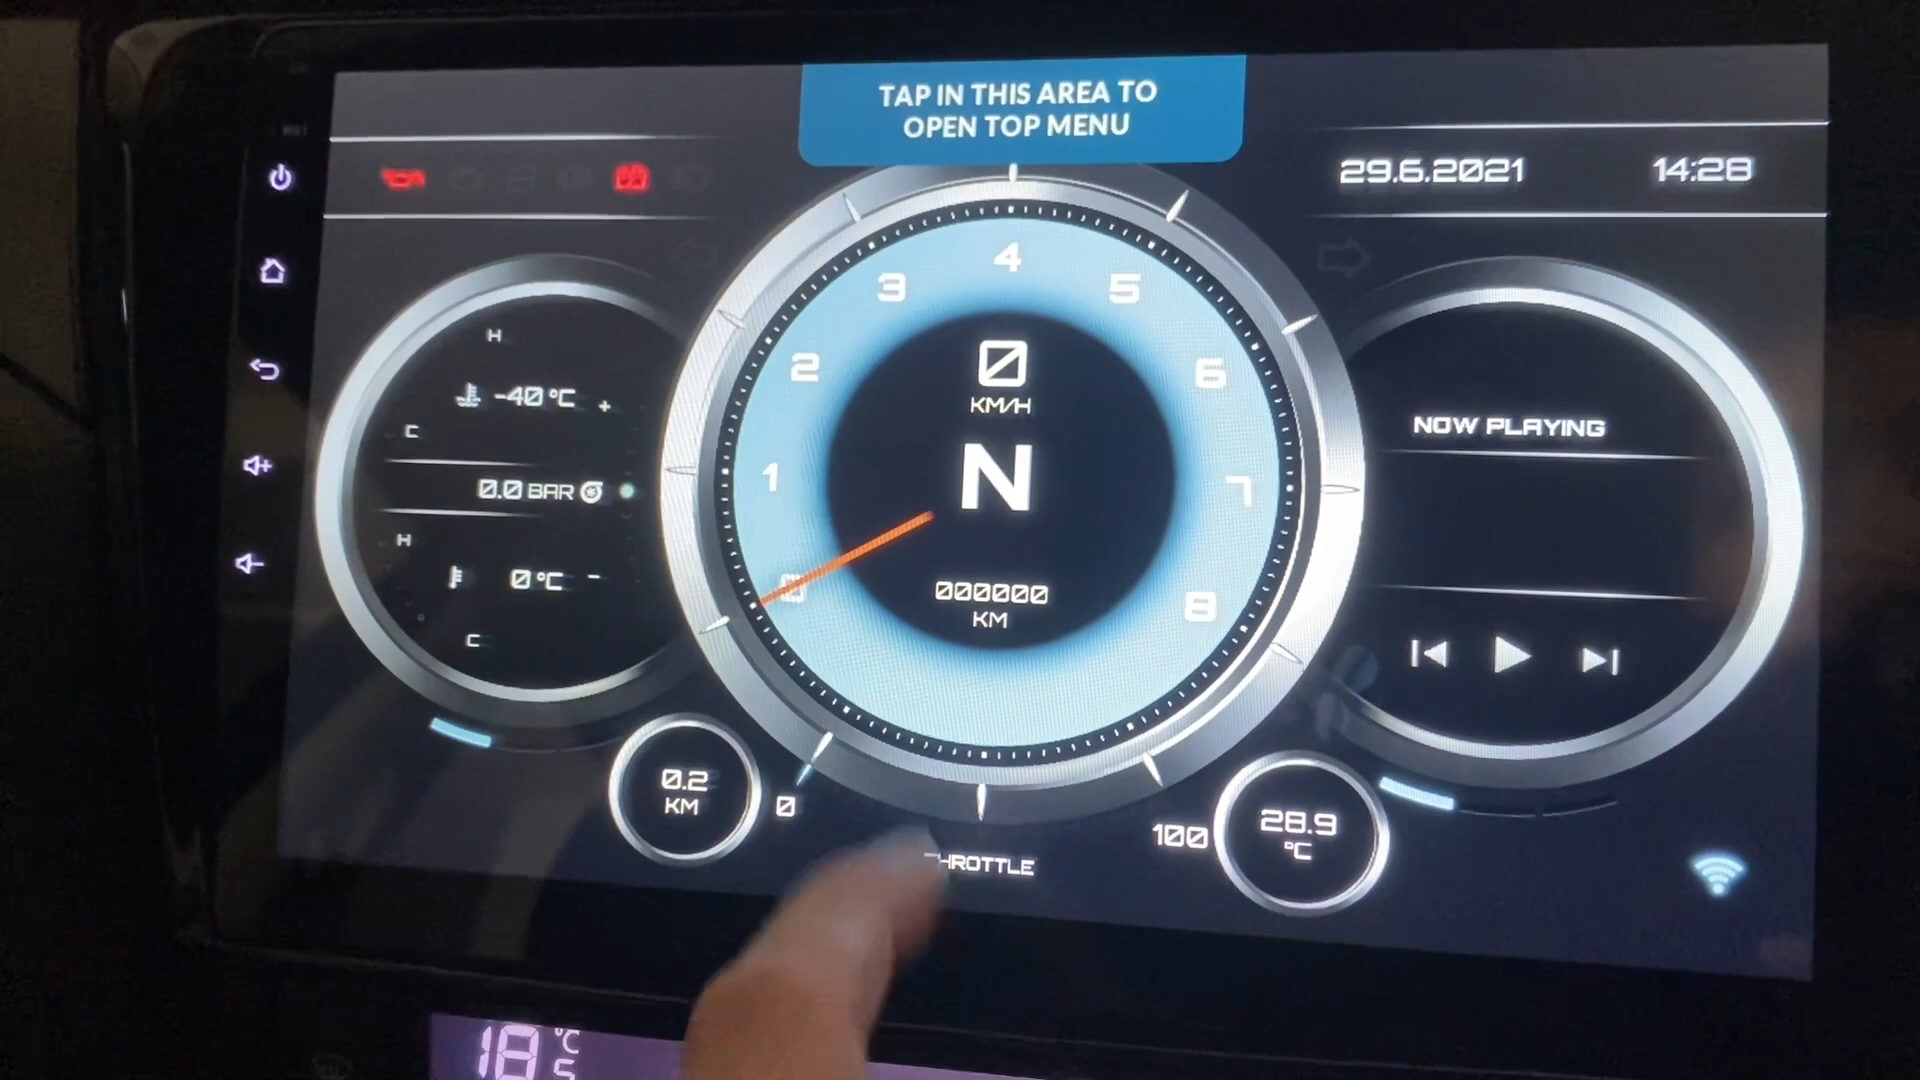 TAP IN THIS AREA TO
OPEN TOP MENU
29.6.2021 14:28
H
-40 °C +
C
0.0 BAR
H
0 °C -
C
0
1
2
3
4
5
6
7
8
0
KM/H
N
000000
KM
NOW PLAYING
0.2
KM
0
THROTTLE
100
28.9
°C
18 °C